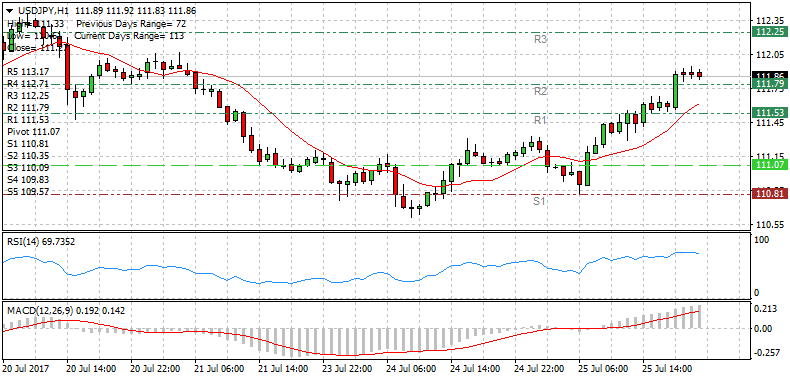 USDJPY,H1 111.89 111.92 111.83 111.86
Previous Days Range= 72
Current Days Range= 113
R5 113.17
R4 112.71
R3 112.25
R2 111.79
R1 111.53
Pivot 111.07
S1 110.81
S2 110.35
S3 110.09
S4 109.83
S5 109.57
R3
R2
R1
S1
112.35
112.25
112.05
111.86
111.79
111.53
111.45
111.15
111.07
110.81
110.55
RSI(14) 69.7352
100
0
MACD(12,26,9) 0.192 0.142
0.213
0.00
-0.257
20 Jul 2017 20 Jul 14:00 20 Jul 22:00 21 Jul 06:00 21 Jul 14:00 23 Jul 22:00 24 Jul 06:00 24 Jul 14:00 24 Jul 22:00 25 Jul 06:00 25 Jul 14:00